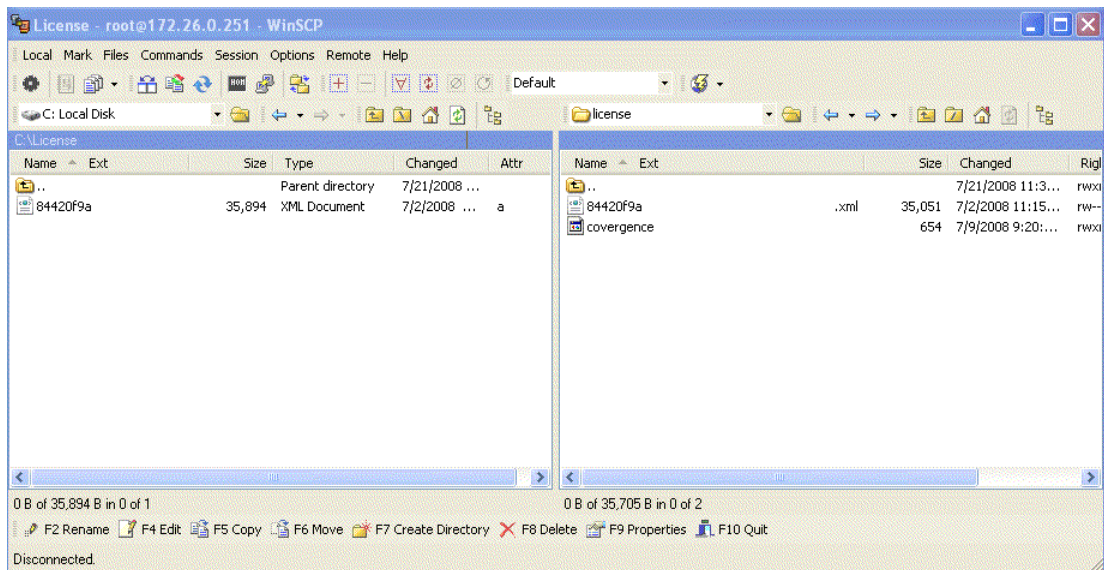 License - root@172.26.0.251 - WinSCP
Local Mark Files Commands Session Options Remote Help
Default
C: Local Disk license
C:\License
Name Ext Size Type Changed Attr Name Ext Size Changed Rigl
.. Parent directory 7/21/2008 ... .. 7/21/2008 11:3... rwxr
84420f9a 35,894 XML Document 7/2/2008 ... a 84420f9a .xml 35,051 7/2/2008 11:15... rw--
covergence 654 7/9/2008 9:20:... rwxr
0 B of 35,894 B in 0 of 1 0 B of 35,705 B in 0 of 2
F2 Rename F4 Edit F5 Copy F6 Move F7 Create Directory F8 Delete F9 Properties F10 Quit
Disconnected.